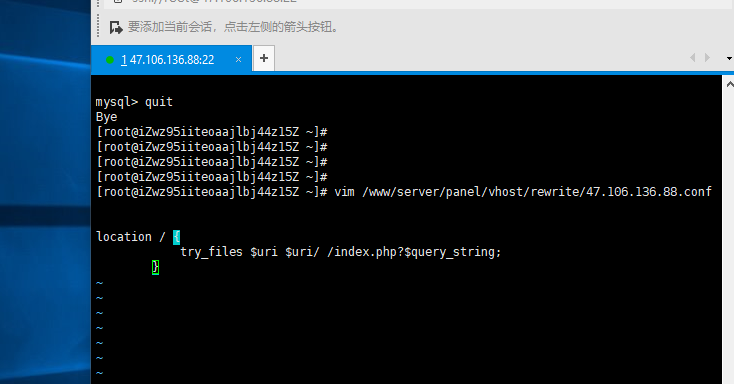 要添加当前会话，点击左侧的箭头按钮。
1 47.106.136.88:22 × +
mysql> quit
Bye
[root@iZwz95iiteoaajlbj44z15Z ~]#
[root@iZwz95iiteoaajlbj44z15Z ~]#
[root@iZwz95iiteoaajlbj44z15Z ~]#
[root@iZwz95iiteoaajlbj44z15Z ~]#
[root@iZwz95iiteoaajlbj44z15Z ~]# vim /www/server/panel/vhost/rewrite/47.106.136.88.conf
location / {
try_files $uri $uri/ /index.php?$query_string;
}
~
~
~
~
~
~
~